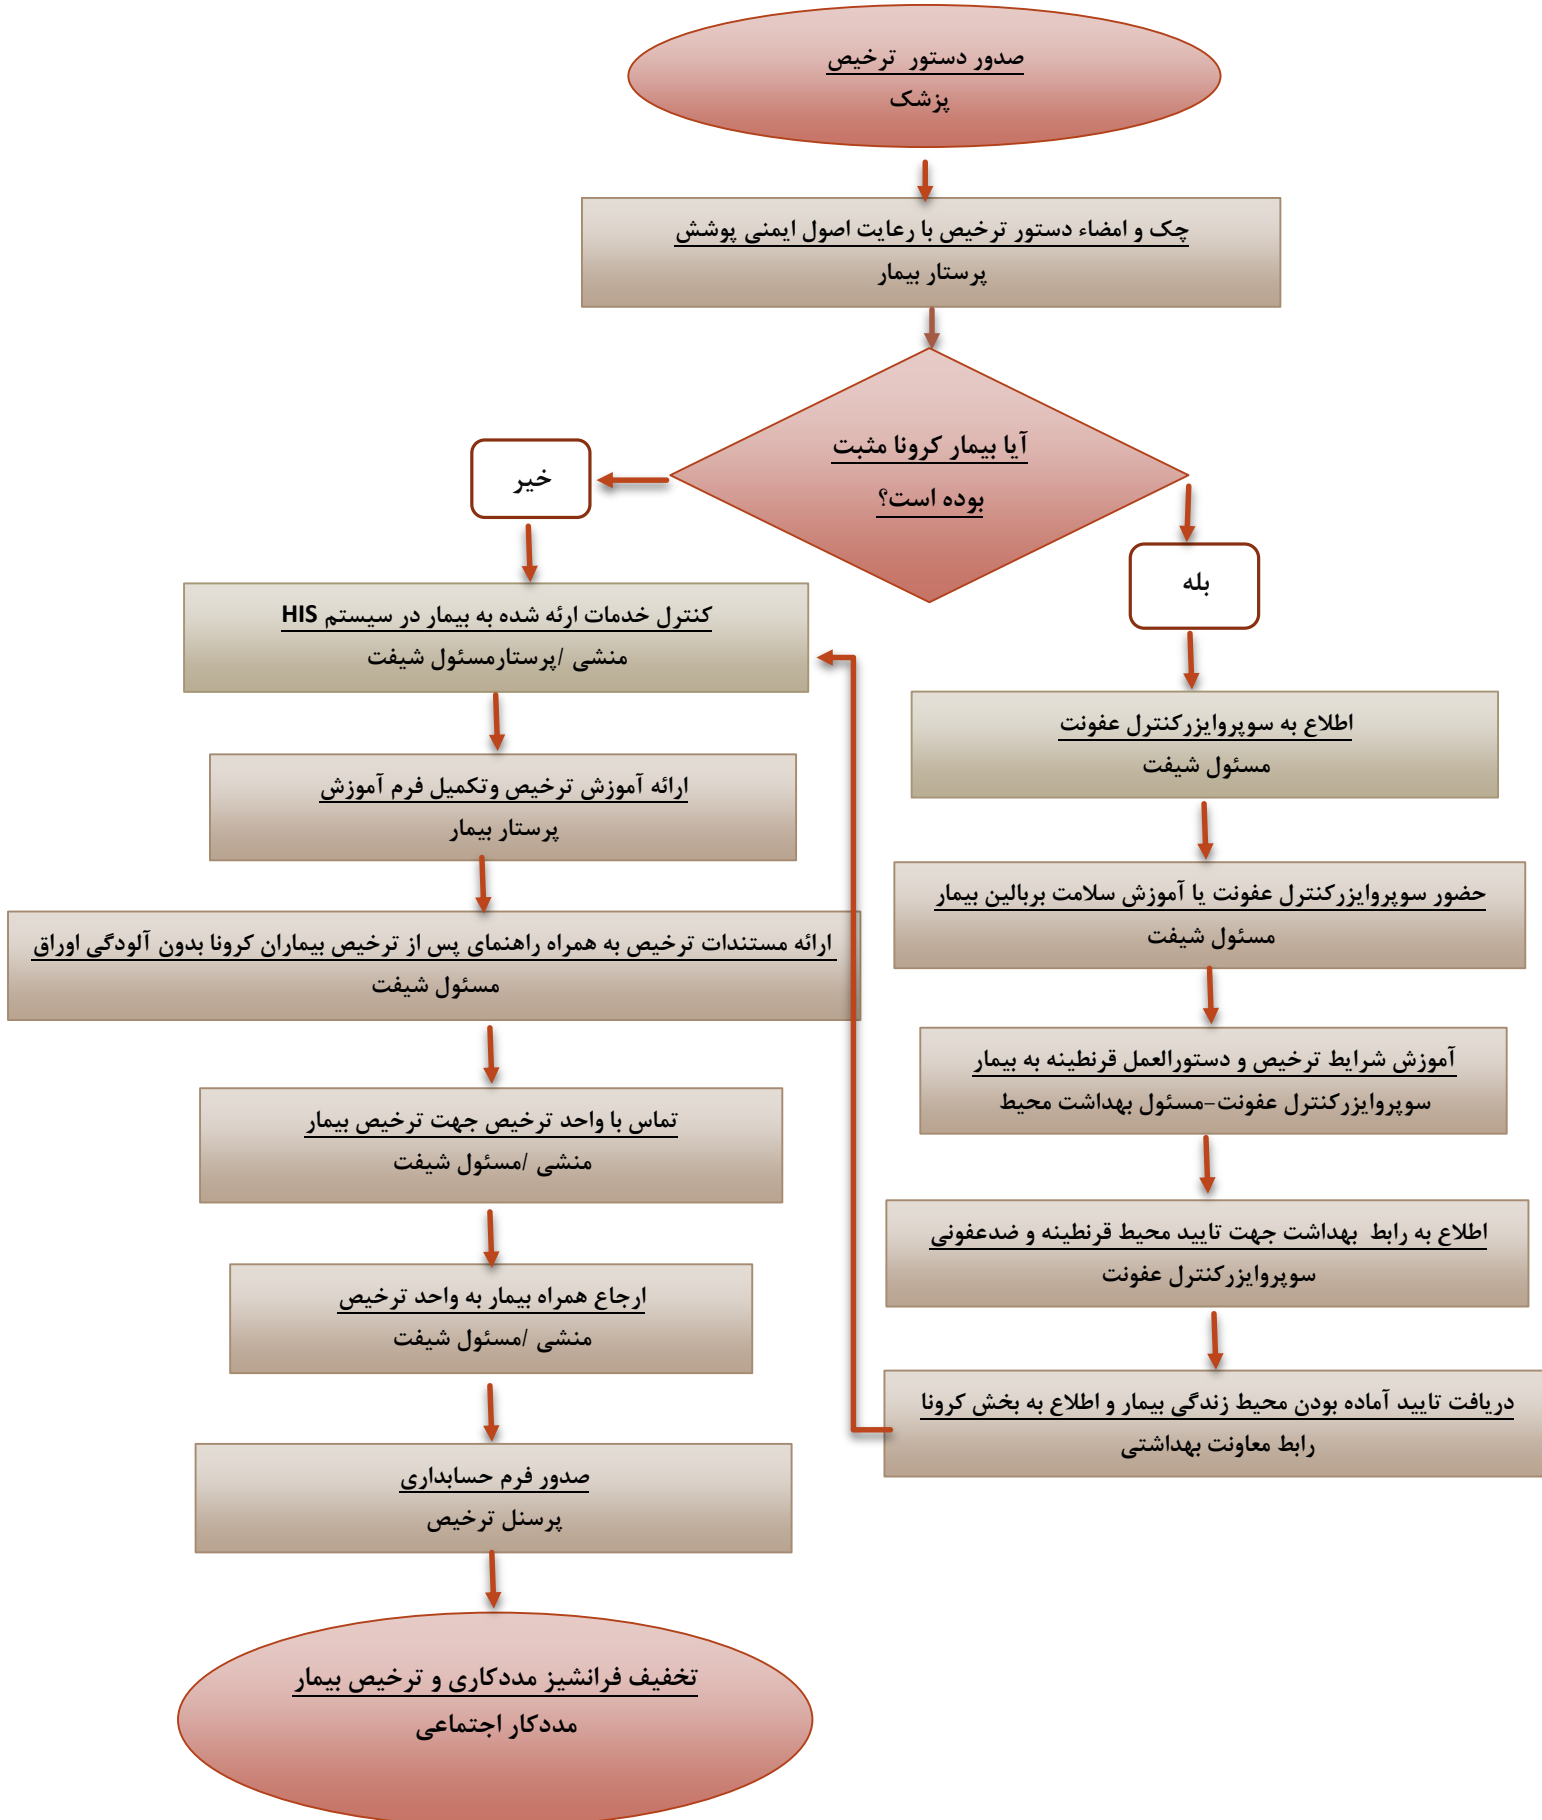 صدور دستور ترخیص
پزشک
چک و امضاء دستور ترخیص با رعایت اصول ایمنی پوشش
پرستار بیمار
آیا بیمار کرونا مثبت
بوده است؟
خیر
بله
کنترل خدمات ارئه شده به بیمار در سیستم HIS
منشی /پرستارمسئول شیفت
ارائه آموزش ترخیص وتکمیل فرم آموزش
پرستار بیمار
ارائه مستندات ترخیص به همراه راهنمای پس از ترخیص بیماران کرونا بدون آلودگی اوراق
مسئول شیفت
تماس با واحد ترخیص جهت ترخیص بیمار
منشی /مسئول شیفت
ارجاع همراه بیمار به واحد ترخیص
منشی /مسئول شیفت
صدور فرم حسابداری
پرسنل ترخیص
تخفیف فرانشیز مددکاری و ترخیص بیمار
مددکار اجتماعی
اطلاع به سوپروایزرکنترل عفونت
مسئول شیفت
حضور سوپروایزرکنترل عفونت یا آموزش سلامت بربالین بیمار
مسئول شیفت
آموزش شرایط ترخیص و دستورالعمل قرنطینه به بیمار
سوپروایزرکنترل عفونت-مسئول بهداشت محیط
اطلاع به رابط بهداشت جهت تایید محیط قرنطینه و ضدعفونی
سوپروایزرکنترل عفونت
دریافت تایید آماده بودن محیط زندگی بیمار و اطلاع به بخش کرونا
رابط معاونت بهداشتی